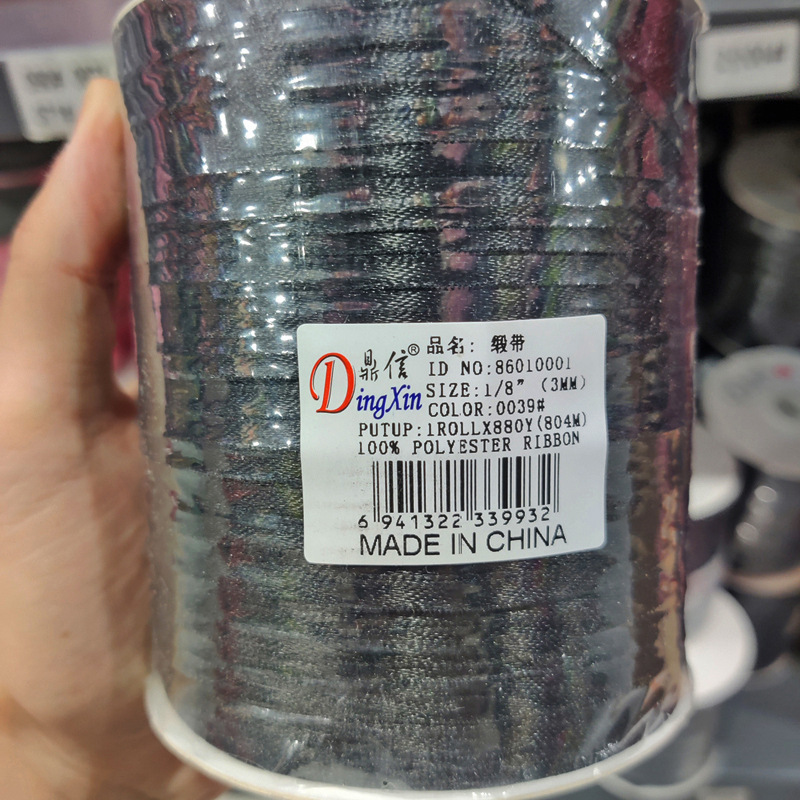 鼎信®
DingXin
品名: 缎带
ID NO:86010001
SIZE:1/8” (3MM)
COLOR:0039#
PUTUP:1ROLLX880Y(804M)
100% POLYESTER RIBBON
6 941322 339932
MADE IN CHINA